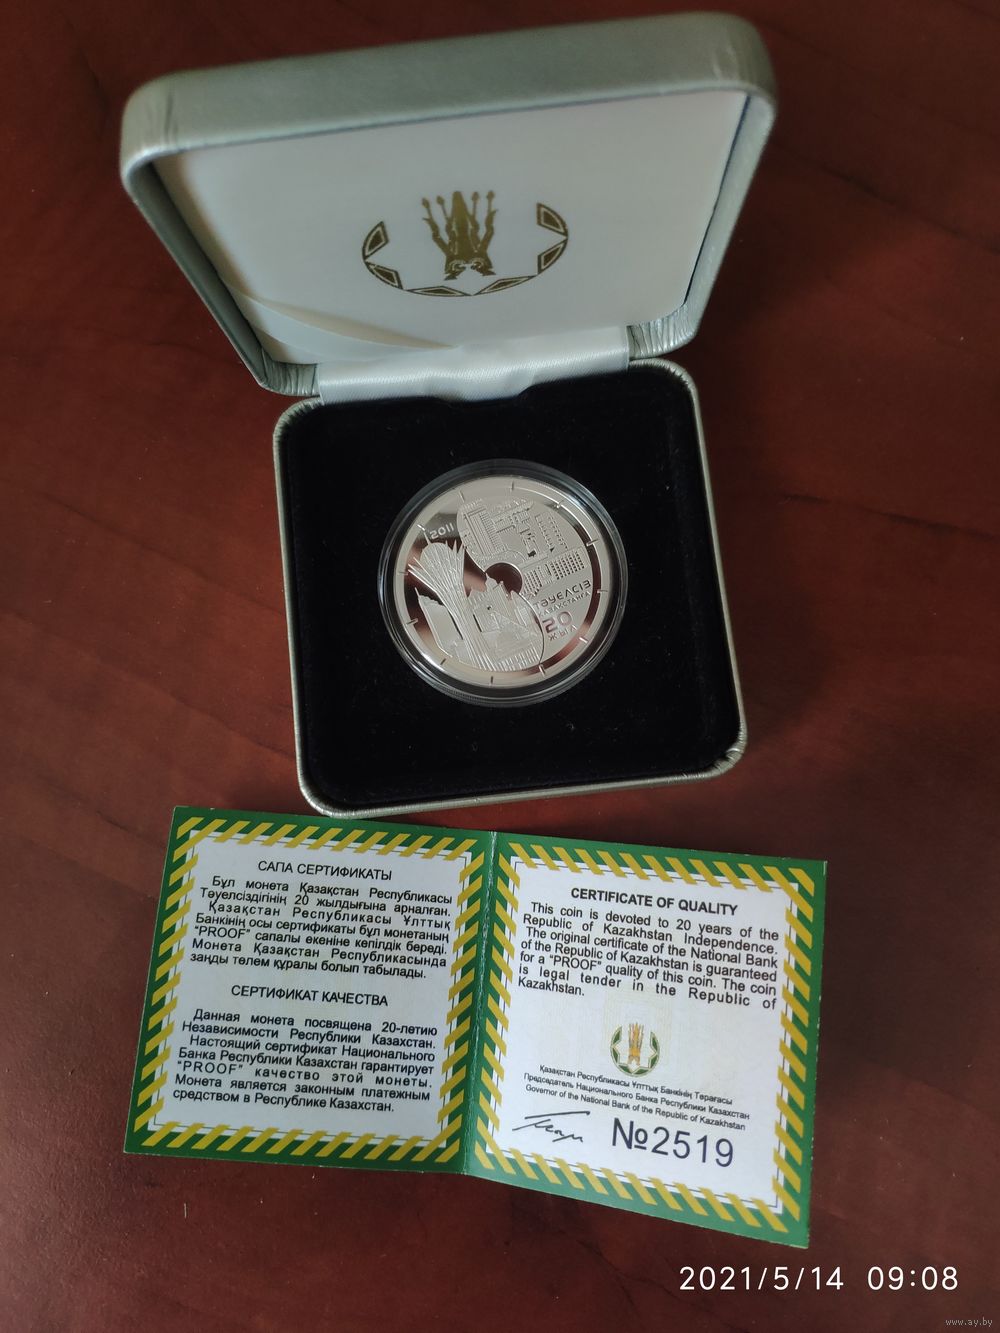 2011
ТӘУЕЛСІЗ
ҚАЗАҚСТАНҒА
20
ЖЫЛ
САПА СЕРТИФИКАТЫ
Бұл монета Қазақстан Республикасы
Тәуелсіздігінің 20 жылдығына арналған.
Қазақстан Республикасы Ұлттық
Банкінің осы сертификаты бұл монетаның
"PROOF" сапалы екеніне кепілдік береді.
Монета Қазақстан Республикасында
заңды төлем құралы болып табылады.
СЕРТИФИКАТ КАЧЕСТВА
Данная монета посвящена 20-летию
Независимости Республики Казахстан.
Настоящий сертификат Национального
Банка Республики Казахстан гарантирует
"PROOF" качество этой монеты.
Монета является законным платежным
средством в Республике Казахстан.
CERTIFICATE OF QUALITY
This coin is devoted to 20 years of the
Republic of Kazakhstan Independence.
The original certificate of the National Bank
of the Republic of Kazakhstan is guaranteed
for a "PROOF" quality of this coin. The coin
is legal tender in the Republic of
Kazakhstan.
Қазақстан Республикасы Ұлттық Банкінің Төрағасы
Председатель Национального Банка Республики Казахстан
Governor of the National Bank of the Republic of Kazakhstan
№2519
2021/5/14 09:08
www.ay.by